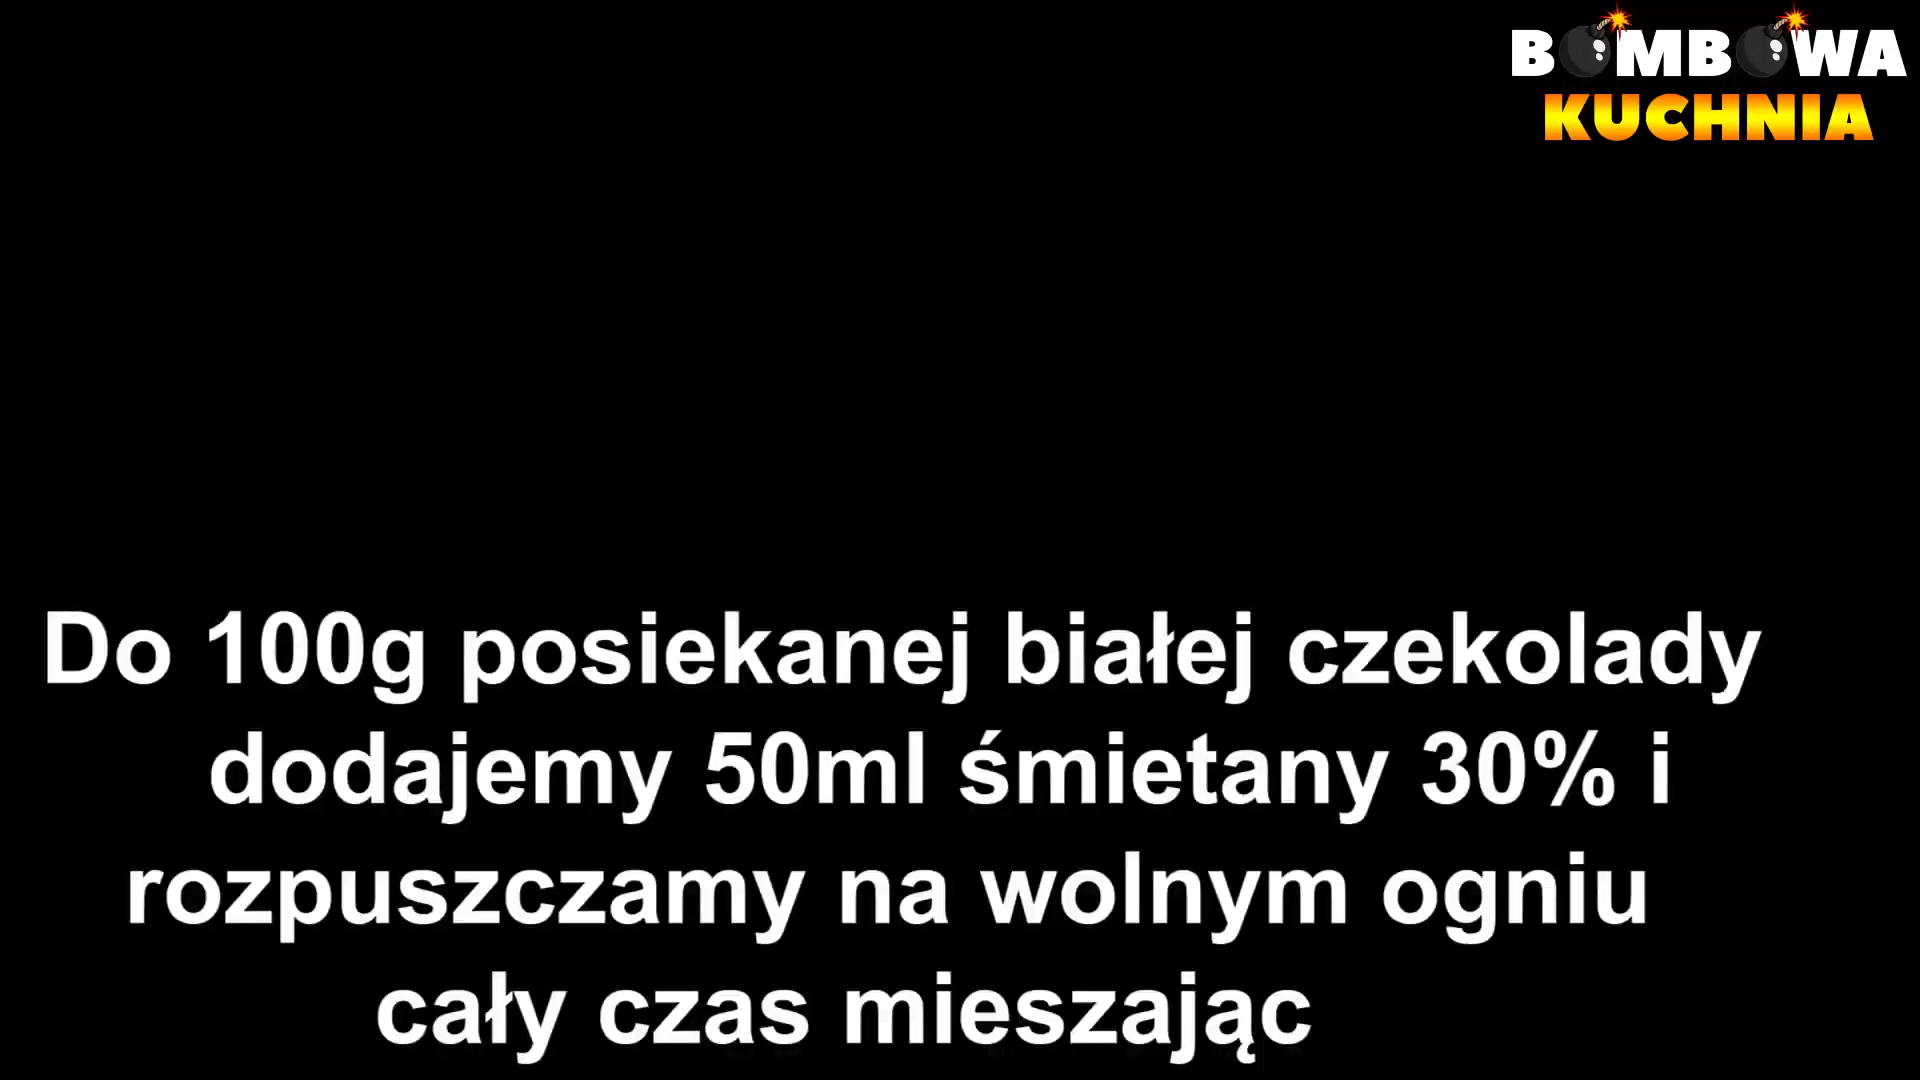 BOMBOWA
KUCHNIA
Do 100g posiekanej białej czekolady
dodajemy 50ml śmietany 30% i
rozpuszczamy na wolnym ogniu
cały czas mieszając